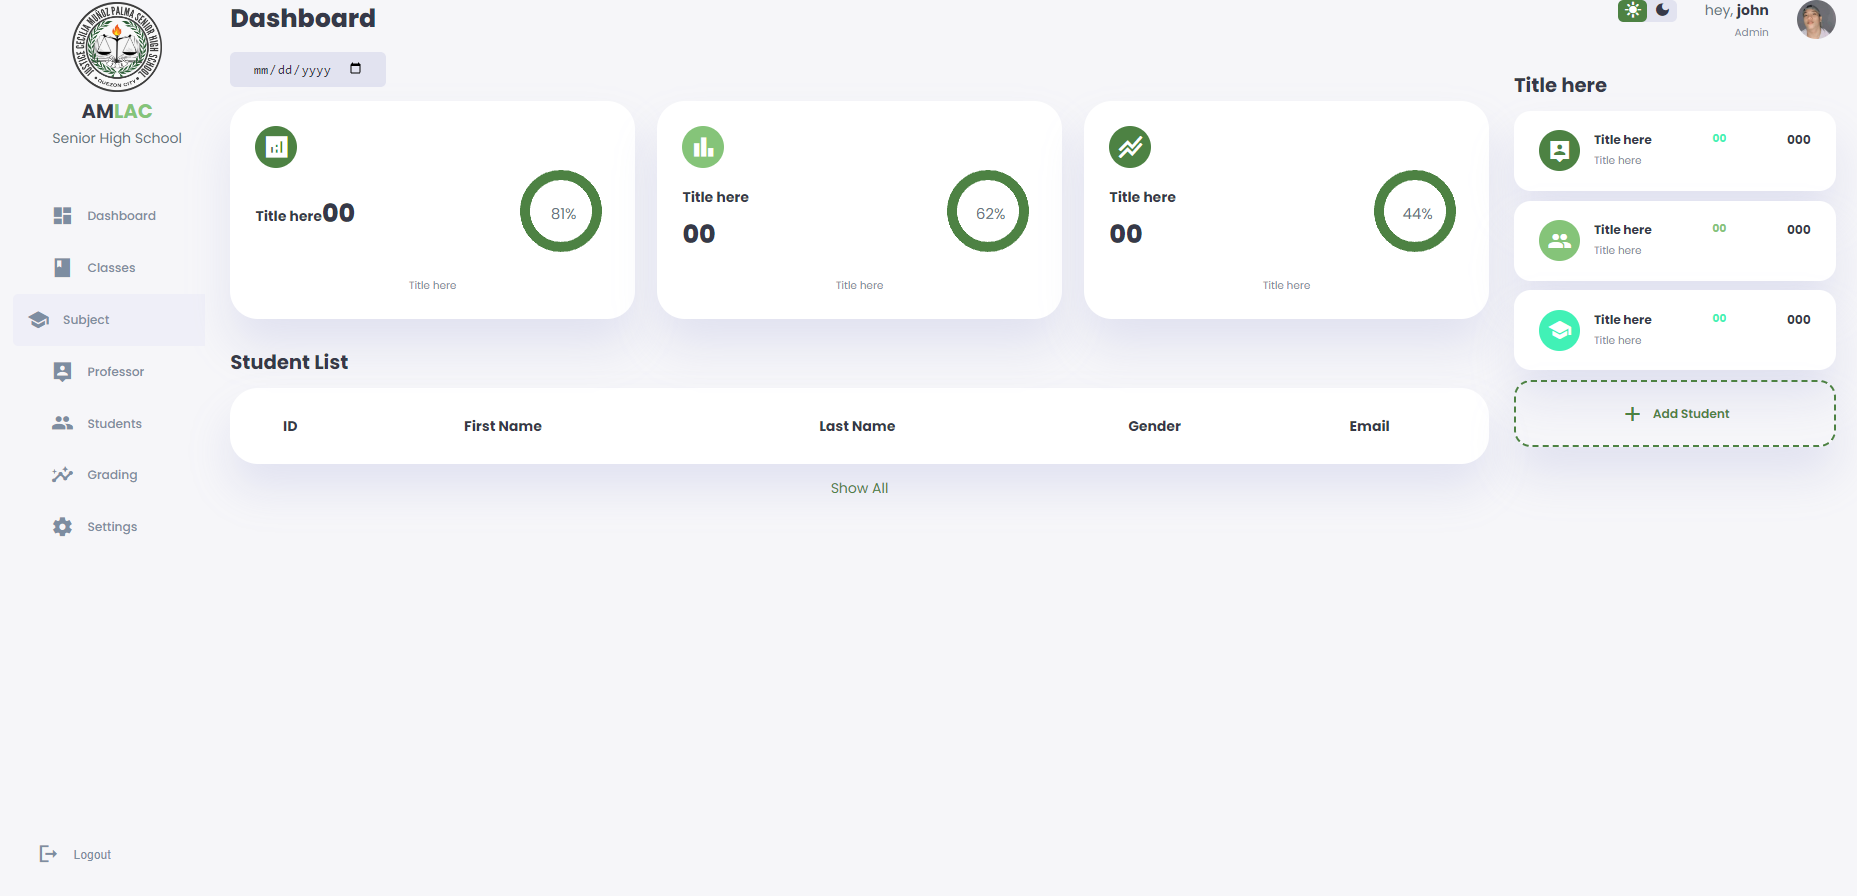 JUSTICE CECILIA MUÑOZ PALMA SENIOR HIGH SCHOOL
QUEZON CITY
AMLAC
Senior High School
Dashboard
Classes
Subject
Professor
Students
Grading
Settings
Logout
Dashboard
mm/dd/yyyy
Title here00
81%
Title here
Title here
00
62%
Title here
Title here
00
44%
Title here
Student List
ID First Name Last Name Gender Email
Show All
hey, john
Admin
Title here
Title here 00 000
Title here
Title here 00 000
Title here
Title here 00 000
Title here
Add Student